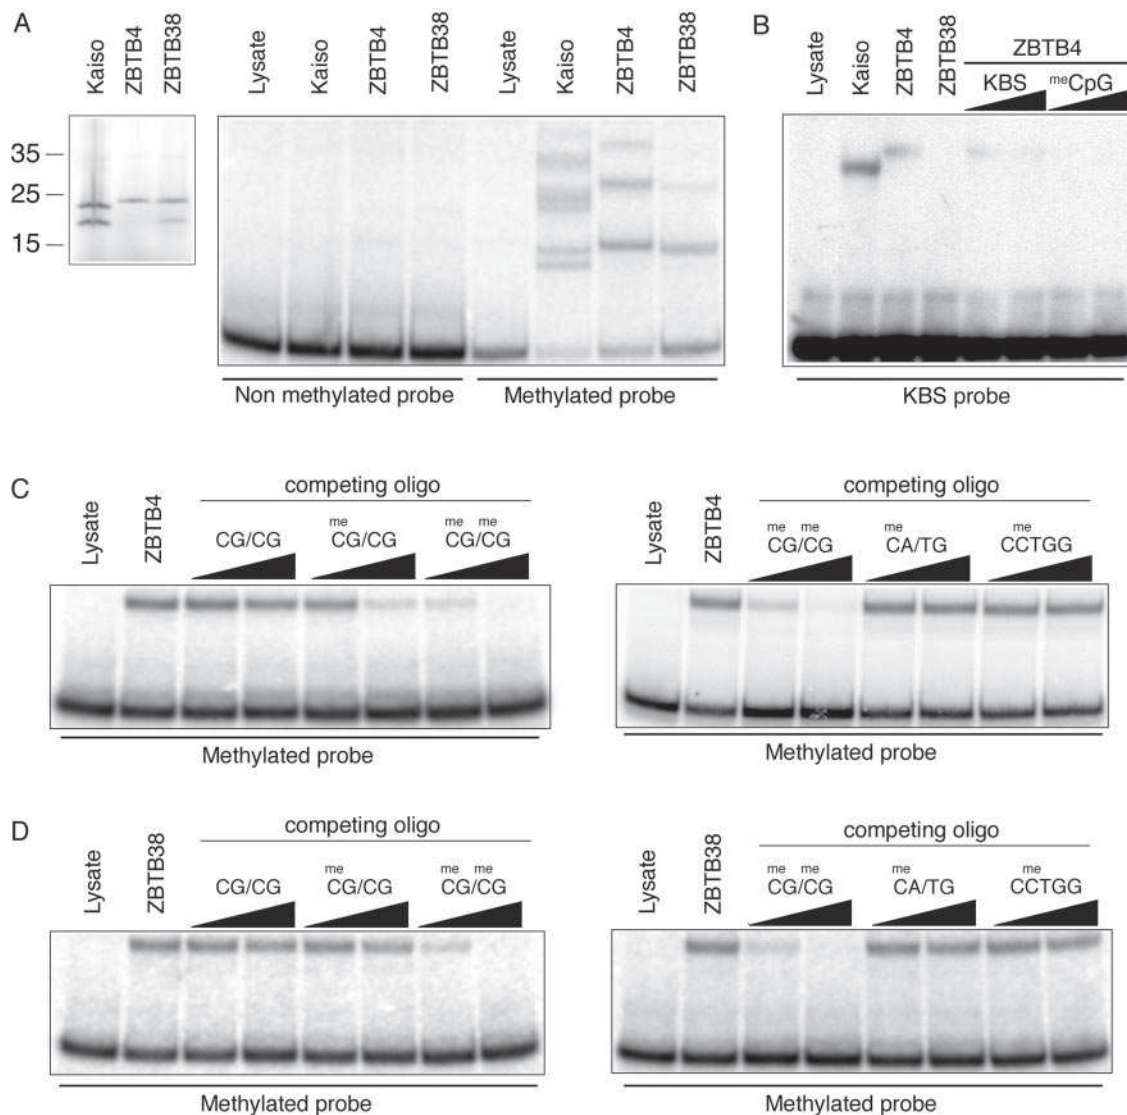 A
Kaiso
ZBTB4
ZBTB38
35
25
15
Lysate
Kaiso
ZBTB4
ZBTB38
Lysate
Kaiso
ZBTB4
ZBTB38
Non methylated probe
Methylated probe
B
Lysate
Kaiso
ZBTB4
ZBTB38
ZBTB4
KBS
meCpG
KBS probe
C
Lysate
ZBTB4
competing oligo
CG/CG
me
CG/CG
me me
CG/CG
Methylated probe
Lysate
ZBTB4
competing oligo
me me
CG/CG
me
CA/TG
me
CCTGG
Methylated probe
D
Lysate
ZBTB38
competing oligo
CG/CG
me
CG/CG
me me
CG/CG
Methylated probe
Lysate
ZBTB38
competing oligo
me me
CG/CG
me
CA/TG
me
CCTGG
Methylated probe